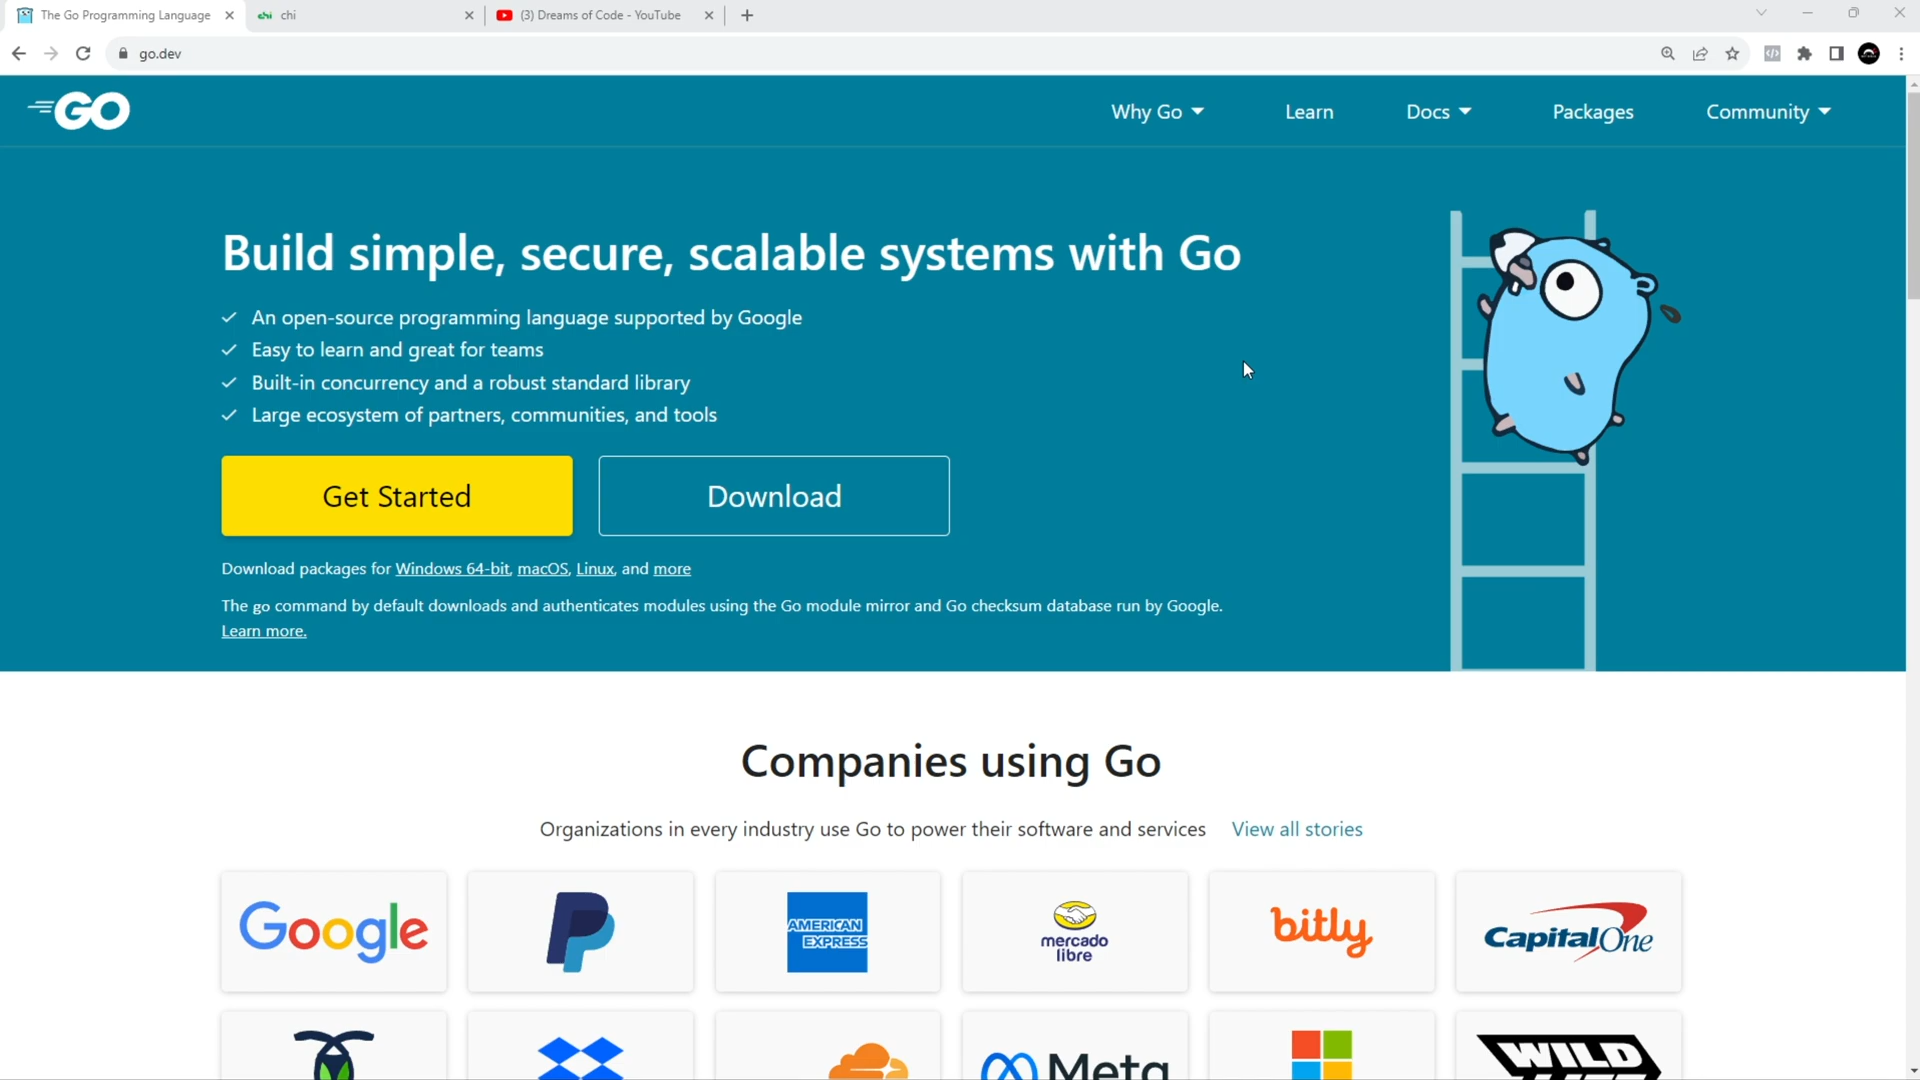 The Go Programming Language
chi chi
(3) Dreams of Code - YouTube
go.dev
GO
Why Go
Learn
Docs
Packages
Community
Build simple, secure, scalable systems with Go
An open-source programming language supported by Google
Easy to learn and great for teams
Built-in concurrency and a robust standard library
Large ecosystem of partners, communities, and tools
Get Started
Download
Download packages for Windows 64-bit, macOS, Linux, and more
The go command by default downloads and authenticates modules using the Go module mirror and Go checksum database run by Google.
Learn more.
Companies using Go
Organizations in every industry use Go to power their software and services View all stories
Google
AMERICAN
EXPRESS
mercado
libre
bitly
Capital One
Meta
WILD